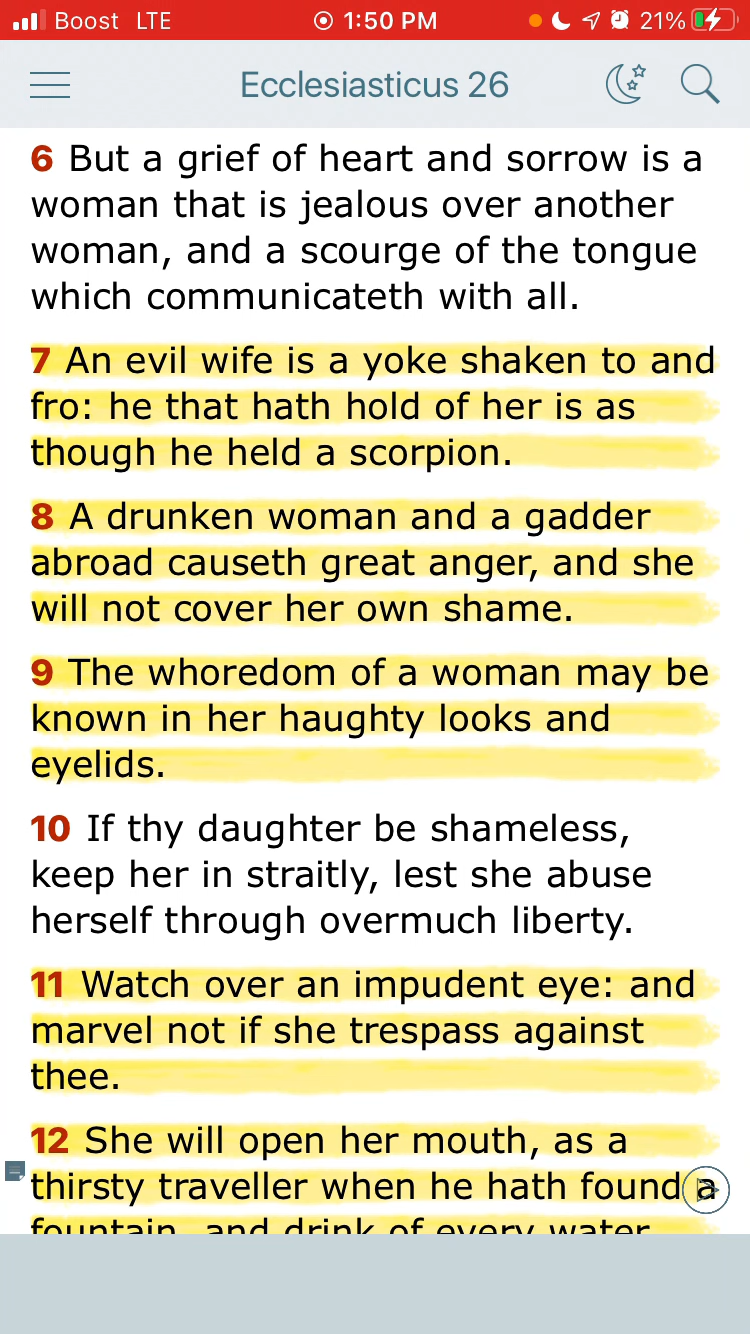 Boost LTE 1:50 PM 21%
Ecclesiasticus 26
6 But a grief of heart and sorrow is a
woman that is jealous over another
woman, and a scourge of the tongue
which communicateth with all.
7 An evil wife is a yoke shaken to and
fro: he that hath hold of her is as
though he held a scorpion.
8 A drunken woman and a gadder
abroad causeth great anger, and she
will not cover her own shame.
9 The whoredom of a woman may be
known in her haughty looks and
eyelids.
10 If thy daughter be shameless,
keep her in straitly, lest she abuse
herself through overmuch liberty.
11 Watch over an impudent eye: and
marvel not if she trespass against
thee.
12 She will open her mouth, as a
thirsty traveller when he hath found a
fountain, and drink of every water